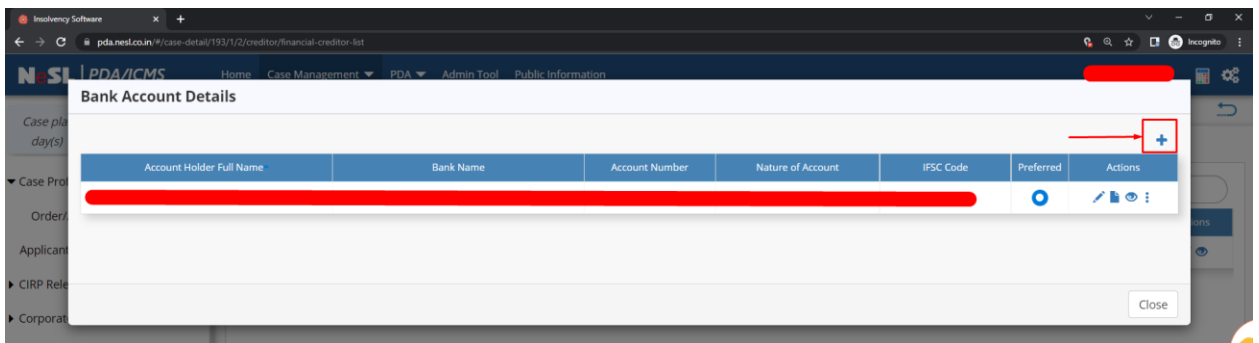 Insolvency Software
pda.nesl.co.in/#/case-detail/193/1/2/creditor/financial-creditor-list
Incognito
NeSL PDA/ICMS Home Case Management PDA Admin Tool Public Information
Bank Account Details
Case pla
day(s)
Account Holder Full Name Bank Name Account Number Nature of Account IFSC Code Preferred Actions
Case Prof
Order/
ions
Applicant
CIRP Rele
Close
Corporat